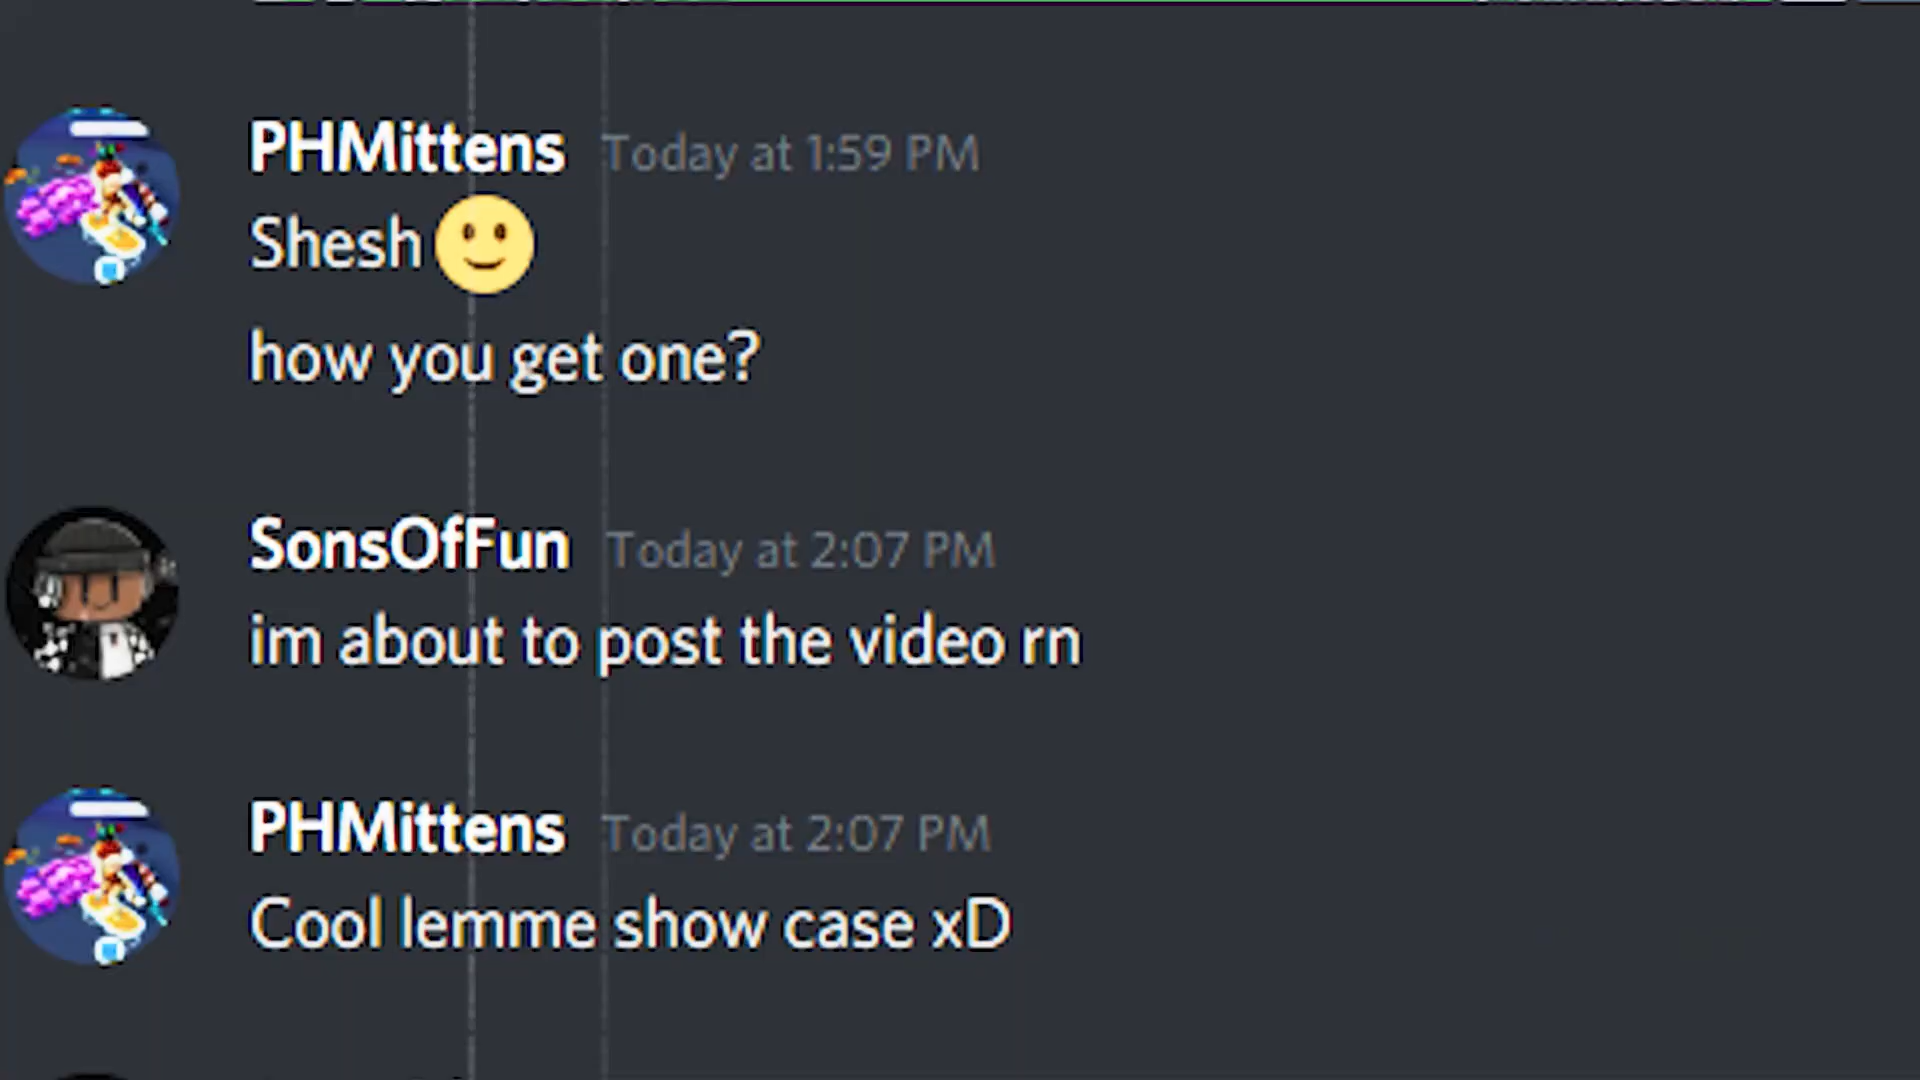 PHMittens Today at 1:59 PM
Shesh 🙂
how you get one?
SonsOfFun Today at 2:07 PM
im about to post the video rn
PHMittens Today at 2:07 PM
Cool lemme show case xD